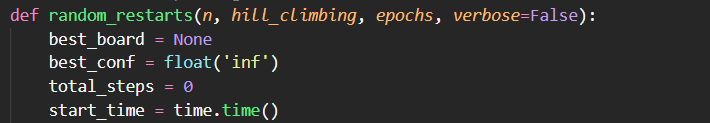 def random_restarts(n, hill_climbing, epochs, verbose=False):
    best_board = None
    best_conf = float('inf')
    total_steps = 0
    start_time = time.time()